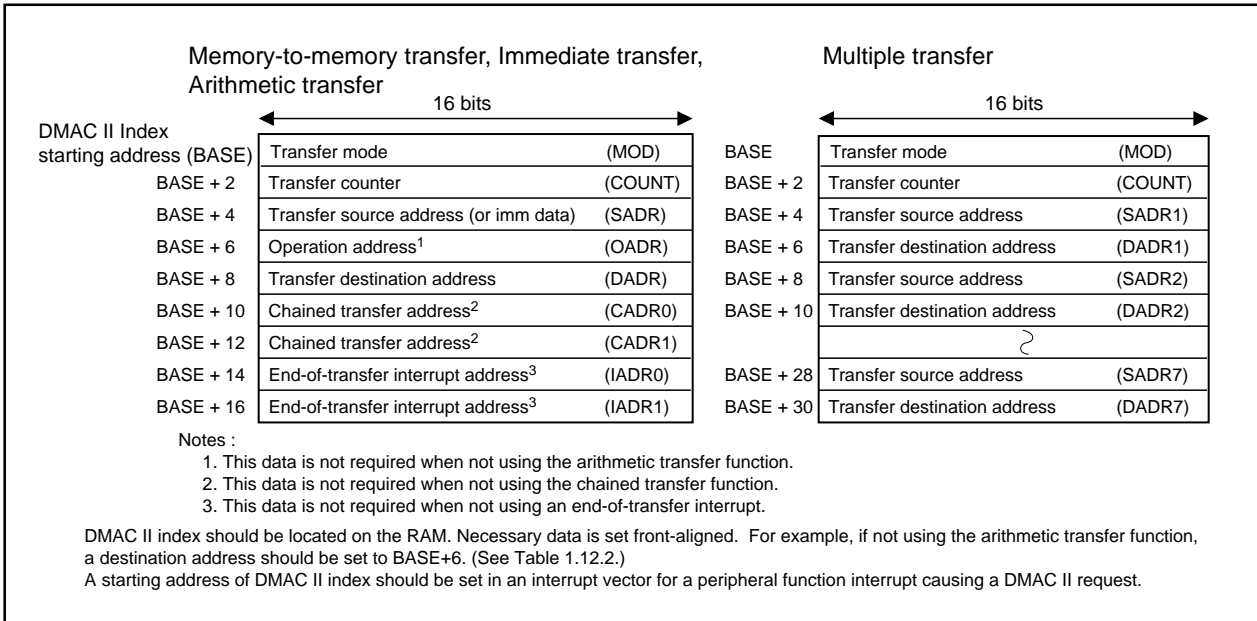 Memory-to-memory transfer, Immediate transfer,
Arithmetic transfer
16 bits
DMAC II Index
starting address (BASE) Transfer mode (MOD)
BASE + 2 Transfer counter (COUNT)
BASE + 4 Transfer source address (or imm data) (SADR)
BASE + 6 Operation address1 (OADR)
BASE + 8 Transfer destination address (DADR)
BASE + 10 Chained transfer address2 (CADR0)
BASE + 12 Chained transfer address2 (CADR1)
BASE + 14 End-of-transfer interrupt address3 (IADR0)
BASE + 16 End-of-transfer interrupt address3 (IADR1)
Multiple transfer
16 bits
BASE Transfer mode (MOD)
BASE + 2 Transfer counter (COUNT)
BASE + 4 Transfer source address (SADR1)
BASE + 6 Transfer destination address (DADR1)
BASE + 8 Transfer source address (SADR2)
BASE + 10 Transfer destination address (DADR2)
BASE + 28 Transfer source address (SADR7)
BASE + 30 Transfer destination address (DADR7)
Notes :
1. This data is not required when not using the arithmetic transfer function.
2. This data is not required when not using the chained transfer function.
3. This data is not required when not using an end-of-transfer interrupt.
DMAC II index should be located on the RAM. Necessary data is set front-aligned. For example, if not using the arithmetic transfer function,
a destination address should be set to BASE+6. (See Table 1.12.2.)
A starting address of DMAC II index should be set in an interrupt vector for a peripheral function interrupt causing a DMAC II request.